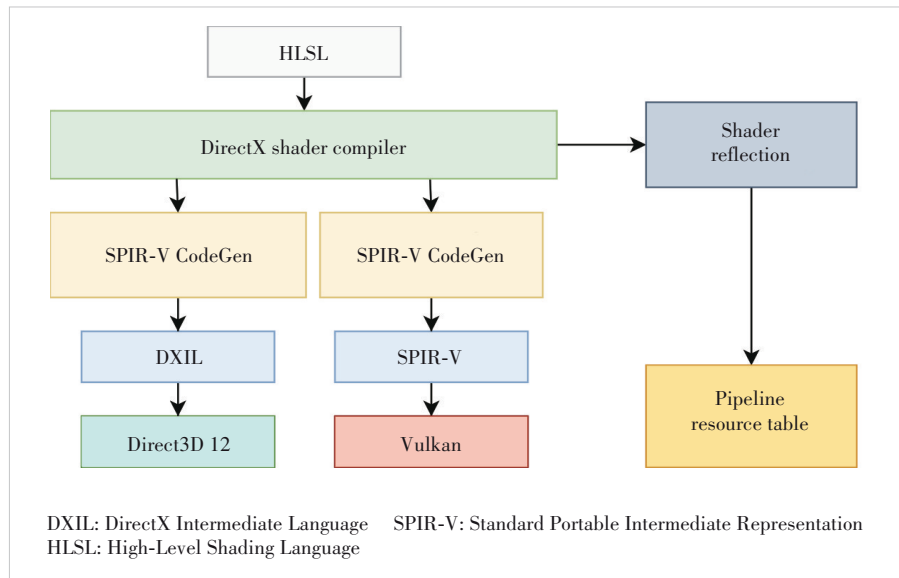 HLSL
DirectX shader compiler
Shader
reflection
SPIR-V CodeGen
SPIR-V CodeGen
DXIL
SPIR-V
Pipeline
resource table
Direct3D 12
Vulkan
DXIL: DirectX Intermediate Language SPIR-V: Standard Portable Intermediate Representation
HLSL: High-Level Shading Language